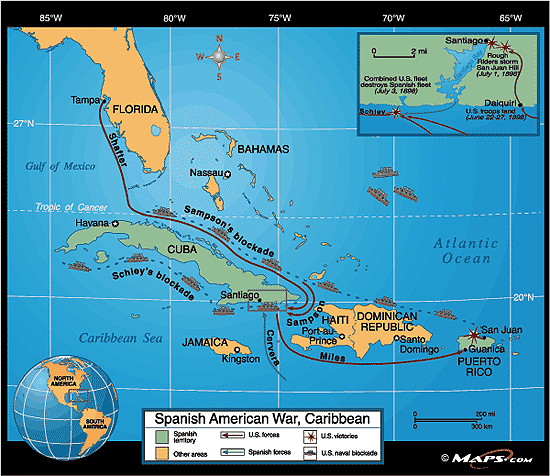 85°W
80°W
75°W
70°W
65°W
27°N
20°N
N
W
E
S
0
2 mi
Santiago
Rough
Riders storm
San Juan Hill
(July 1, 1898)
Combined U.S. fleet
destroys Spanish fleet
(July 3, 1898)
Daiquiri
U.S. troops land
(June 22-27, 1898)
Schley
Santiago Bay
Tampa
FLORIDA
Shafter
Gulf of Mexico
BAHAMAS
Nassau
Tropic of Cancer
Sampson's blockade
Havana
CUBA
Atlantic
Ocean
Schley's blockade
Santiago
Sampson
HAITI
Port-au-
Prince
DOMINICAN
REPUBLIC
Santo
Domingo
San Juan
Guanica
PUERTO
RICO
Miles
Cervera
Caribbean Sea
JAMAICA
Kingston
NORTH
AMERICA
SOUTH
AMERICA
Spanish American War, Caribbean
Spanish
territory
U.S. forces
U.S. victories
Other areas
Spanish forces
U.S. naval blockade
0
200 mi
0
200 km
©MAPS.COM